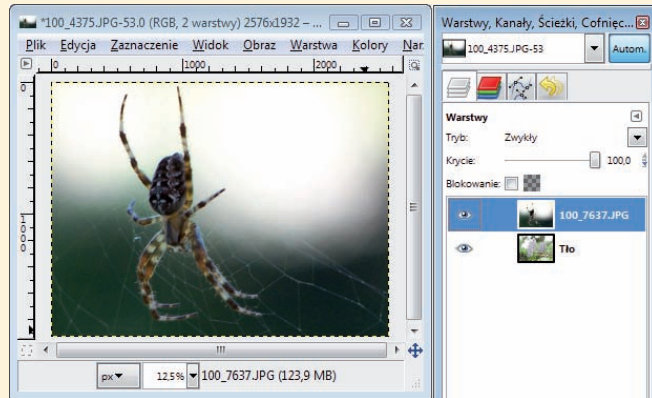 *100_4375.JPG-53.0 (RGB, 2 warstwy) 2576x1932 – ...
Plik Edycja Zaznaczenie Widok Obraz Warstwa Kolory Nar
0 1000 2000
0
1000
px 12,5% 100_7637.JPG (123,9 MB)
Warstwy, Kanały, Ścieżki, Cofnięc...
100_4375.JPG-53 Autom.
Warstwy
Tryb: Zwykły
Krycie: 100,0
Blokowanie:
100_7637.JPG
Tło